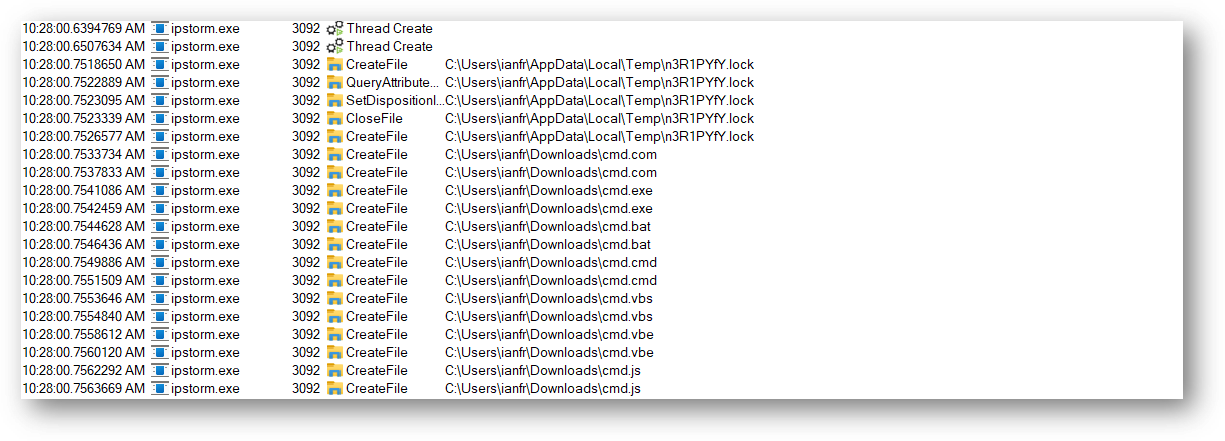 10:28:00.6394769 AM ipstorm.exe 3092 Thread Create
10:28:00.6507634 AM ipstorm.exe 3092 Thread Create
10:28:00.7518650 AM ipstorm.exe 3092 CreateFile C:\Users\ianfr\AppData\Local\Temp\n3R1PYfY.lock
10:28:00.7522889 AM ipstorm.exe 3092 QueryAttribute... C:\Users\ianfr\AppData\Local\Temp\n3R1PYfY.lock
10:28:00.7523095 AM ipstorm.exe 3092 SetDispositionI... C:\Users\ianfr\AppData\Local\Temp\n3R1PYfY.lock
10:28:00.7523339 AM ipstorm.exe 3092 CloseFile C:\Users\ianfr\AppData\Local\Temp\n3R1PYfY.lock
10:28:00.7526577 AM ipstorm.exe 3092 CreateFile C:\Users\ianfr\AppData\Local\Temp\n3R1PYfY.lock
10:28:00.7533734 AM ipstorm.exe 3092 CreateFile C:\Users\ianfr\Downloads\cmd.com
10:28:00.7537833 AM ipstorm.exe 3092 CreateFile C:\Users\ianfr\Downloads\cmd.com
10:28:00.7541086 AM ipstorm.exe 3092 CreateFile C:\Users\ianfr\Downloads\cmd.exe
10:28:00.7542459 AM ipstorm.exe 3092 CreateFile C:\Users\ianfr\Downloads\cmd.exe
10:28:00.7544628 AM ipstorm.exe 3092 CreateFile C:\Users\ianfr\Downloads\cmd.bat
10:28:00.7546436 AM ipstorm.exe 3092 CreateFile C:\Users\ianfr\Downloads\cmd.bat
10:28:00.7549886 AM ipstorm.exe 3092 CreateFile C:\Users\ianfr\Downloads\cmd.cmd
10:28:00.7551509 AM ipstorm.exe 3092 CreateFile C:\Users\ianfr\Downloads\cmd.cmd
10:28:00.7553646 AM ipstorm.exe 3092 CreateFile C:\Users\ianfr\Downloads\cmd.vbs
10:28:00.7554840 AM ipstorm.exe 3092 CreateFile C:\Users\ianfr\Downloads\cmd.vbs
10:28:00.7558612 AM ipstorm.exe 3092 CreateFile C:\Users\ianfr\Downloads\cmd.vbe
10:28:00.7560120 AM ipstorm.exe 3092 CreateFile C:\Users\ianfr\Downloads\cmd.vbe
10:28:00.7562292 AM ipstorm.exe 3092 CreateFile C:\Users\ianfr\Downloads\cmd.js
10:28:00.7563669 AM ipstorm.exe 3092 CreateFile C:\Users\ianfr\Downloads\cmd.js